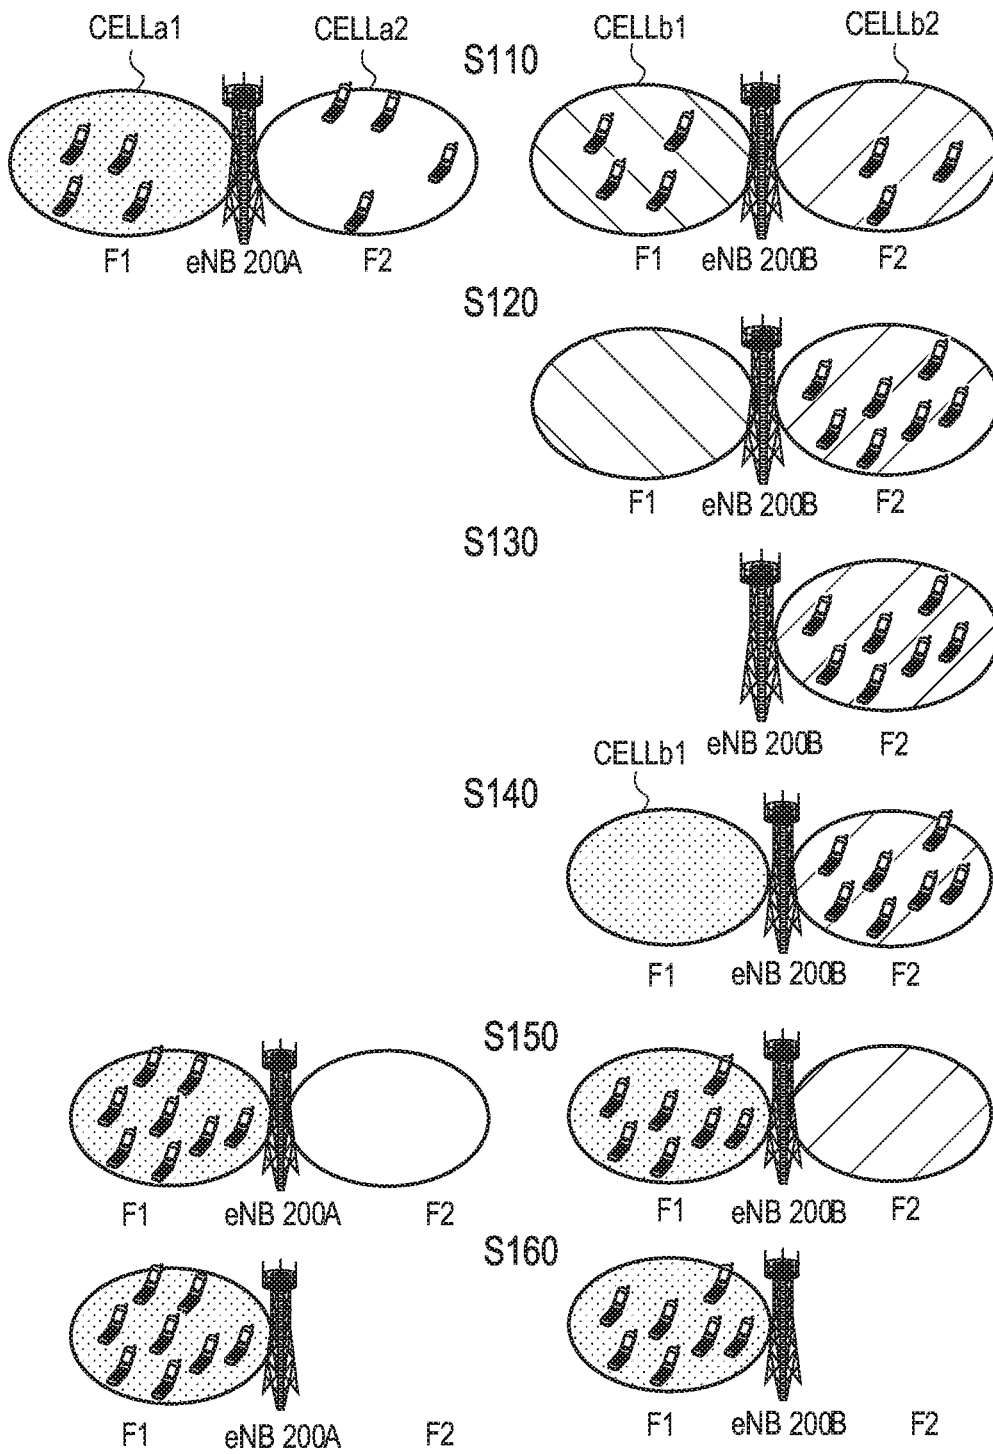 CELLa1
CELLa2
S110
CELLb1
CELLb2
F1
eNB 200A
F2
F1
eNB 200B
F2
S120
F1
eNB 200B
F2
S130
eNB 200B
F2
CELLb1
S140
F1
eNB 200B
F2
S150
F1
eNB 200A
F2
F1
eNB 200B
F2
S160
F1
eNB 200A
F2
F1
eNB 200B
F2